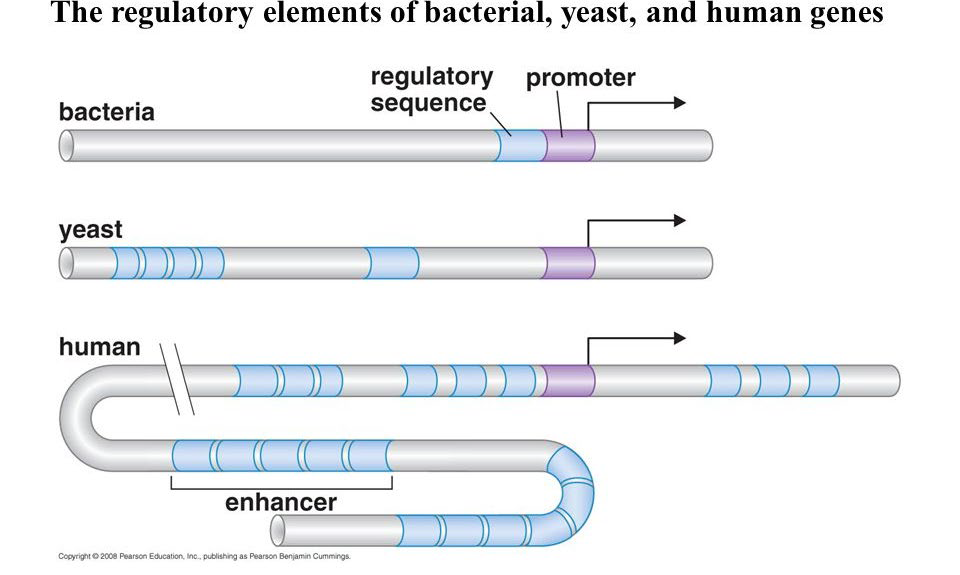 The regulatory elements of bacterial, yeast, and human genes
regulatory promoter
sequence
bacteria
yeast
human
enhancer
Copyright © 2008 Pearson Education, Inc., publishing as Pearson Benjamin Cummings.